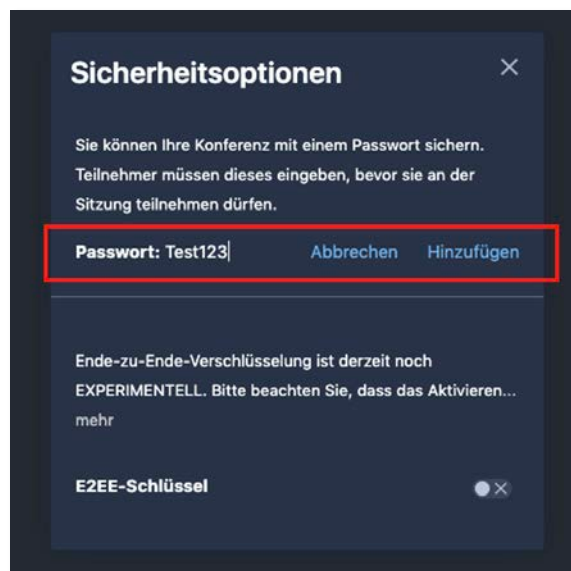 Sicherheitsoptionen
Sie können Ihre Konferenz mit einem Passwort sichern.
Teilnehmer müssen dieses eingeben, bevor sie an der
Sitzung teilnehmen dürfen.
Passwort: Test123 Abbrechen Hinzufügen
Ende-zu-Ende-Verschlüsselung ist derzeit noch
EXPERIMENTELL. Bitte beachten Sie, dass das Aktivieren...
mehr
E2EE-Schlüssel